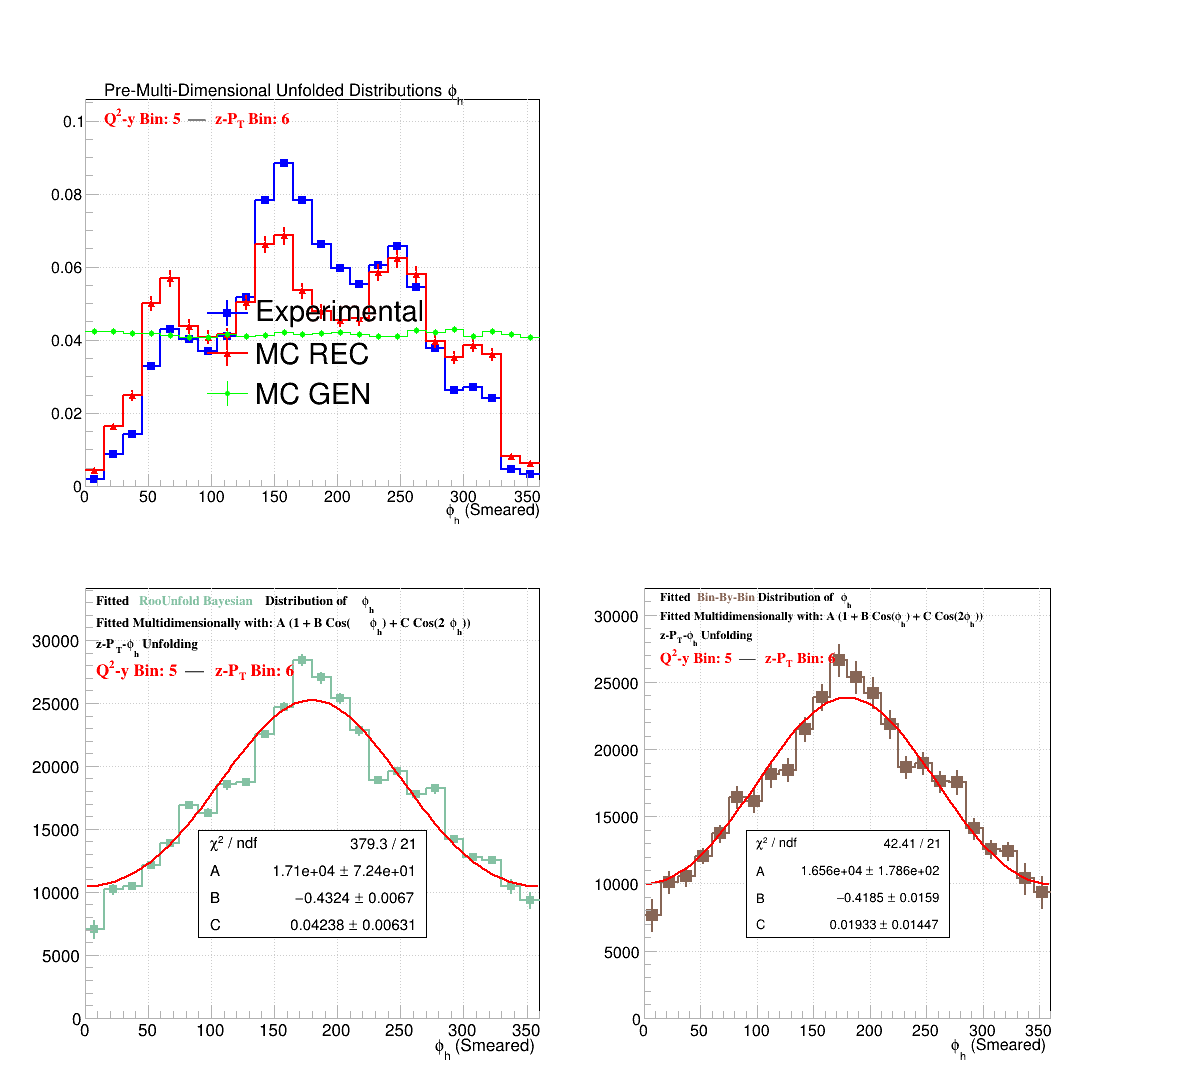 Pre-Multi-Dimensional Unfolded Distributions ϕh
Q2-y Bin: 5 — z-PT Bin: 6
0.1
0.08
0.06
0.04
0.02
0
Experimental
MC REC
MC GEN
0 50 100 150 200 250 300 350
ϕh (Smeared)
Fitted RooUnfold Bayesian Distribution of ϕh
Fitted Multidimensionally with: A (1 + B Cos( ϕh) + C Cos(2 ϕh))
z-PT-ϕh Unfolding
Q2-y Bin: 5 — z-PT Bin: 6
30000
25000
20000
15000
10000
5000
0
χ2 / ndf 379.3 / 21
A 1.71e+04 ± 7.24e+01
B −0.4324 ± 0.0067
C 0.04238 ± 0.00631
0 50 100 150 200 250 300 350
ϕh (Smeared)
Fitted Bin-By-Bin Distribution of ϕh
Fitted Multidimensionally with: A (1 + B Cos(ϕh) + C Cos(2ϕh))
z-PT-ϕh Unfolding
Q2-y Bin: 5 — z-PT Bin: 6
30000
25000
20000
15000
10000
5000
0
χ2 / ndf 42.41 / 21
A 1.656e+04 ± 1.786e+02
B −0.4185 ± 0.0159
C 0.01933 ± 0.01447
0 50 100 150 200 250 300 350
ϕh (Smeared)